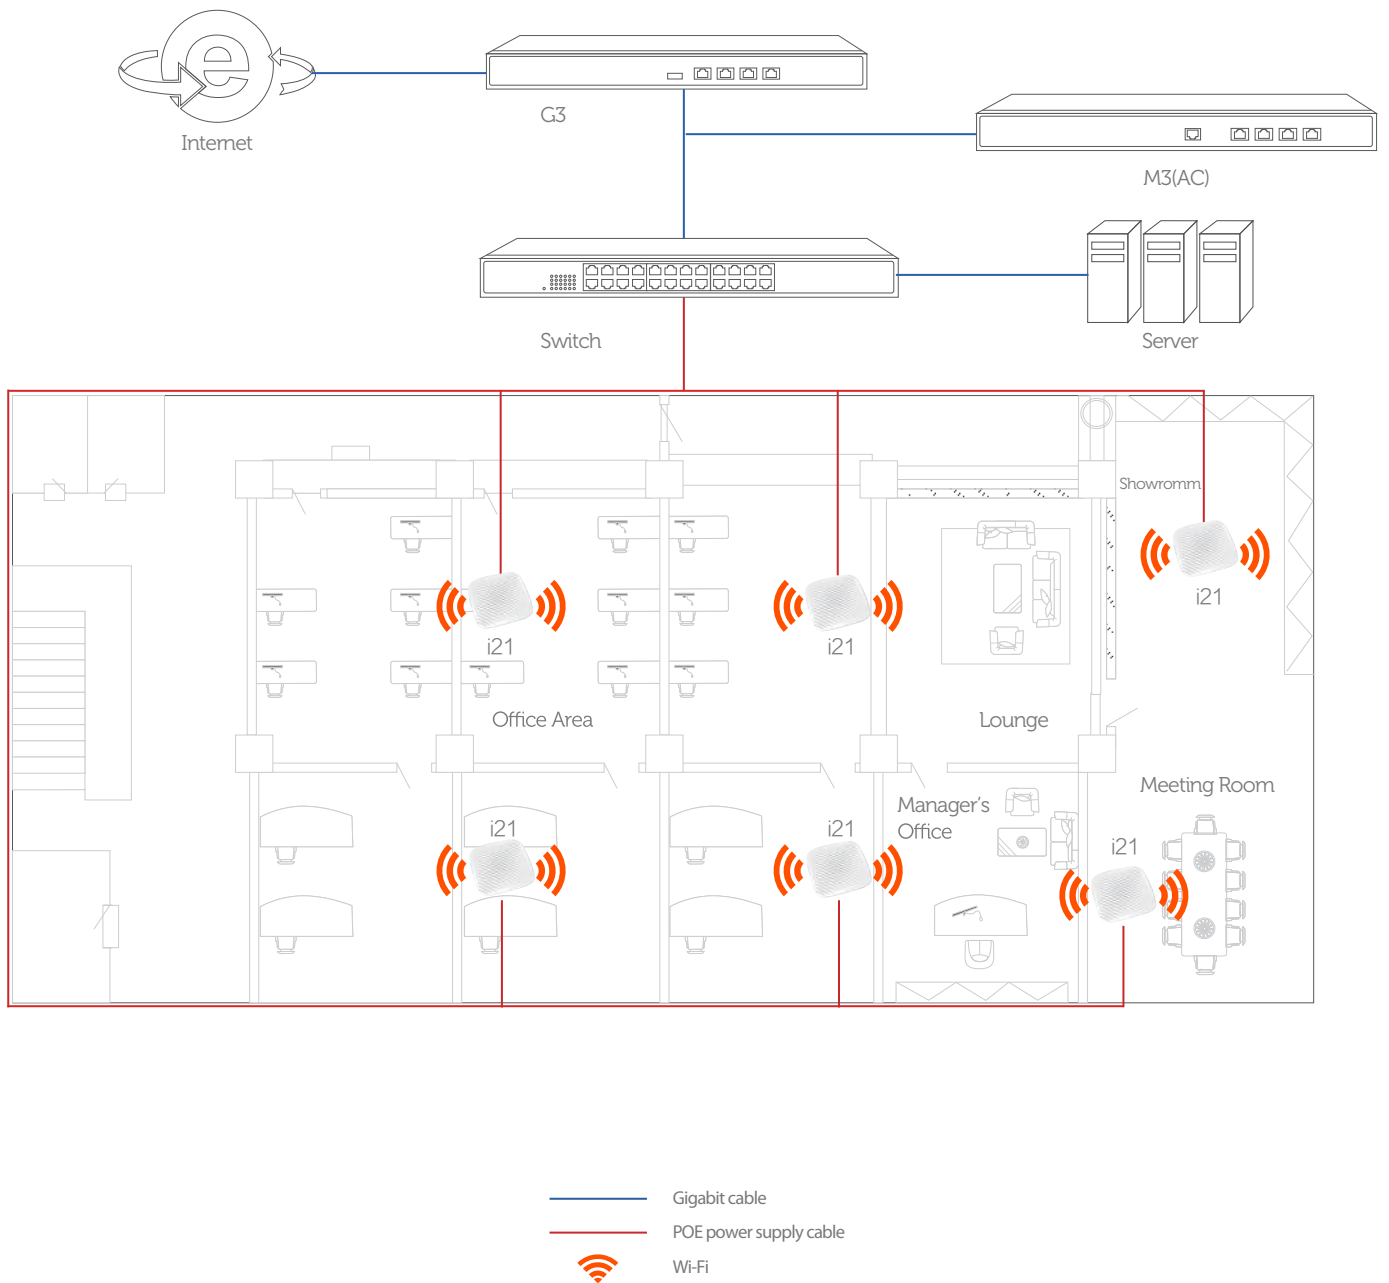 Internet
G3
M3(AC)
Switch
Server
Showromm
i21
i21
i21
Office Area
Lounge
Meeting Room
Manager's
Office
i21
i21
i21
Gigabit cable
POE power supply cable
Wi-Fi